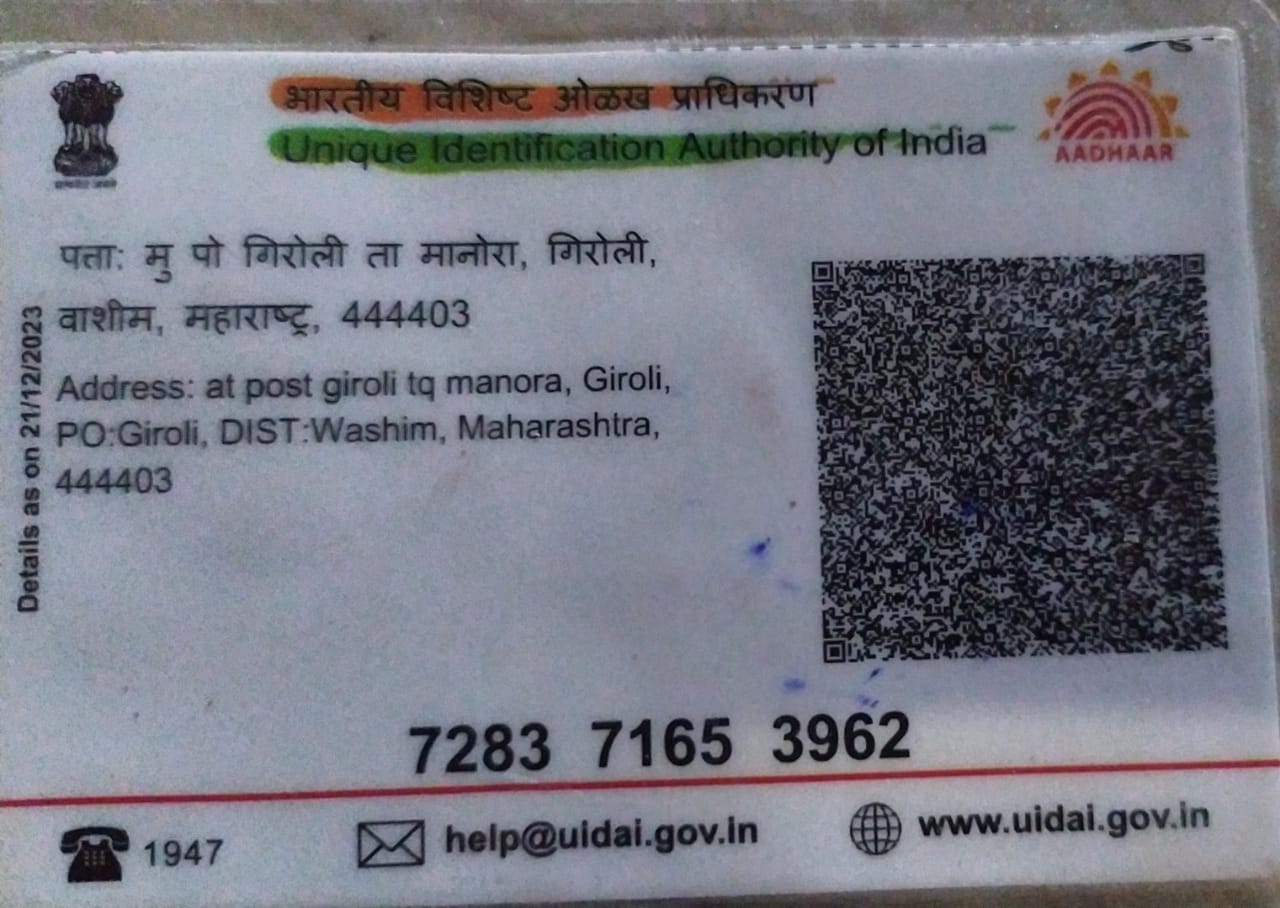 भारतीय विशिष्ट ओळख प्राधिकरण
Unique Identification Authority of India
AADHAAR
पत्ता: मु पो गिरोली ता मानोरा, गिरोली,
वाशीम, महाराष्ट्र, 444403
Address: at post giroli tq manora, Giroli,
PO:Giroli, DIST:Washim, Maharashtra,
444403
Details as on 21/12/2023
7283 7165 3962
1947
help@uidai.gov.in
www.uidai.gov.in